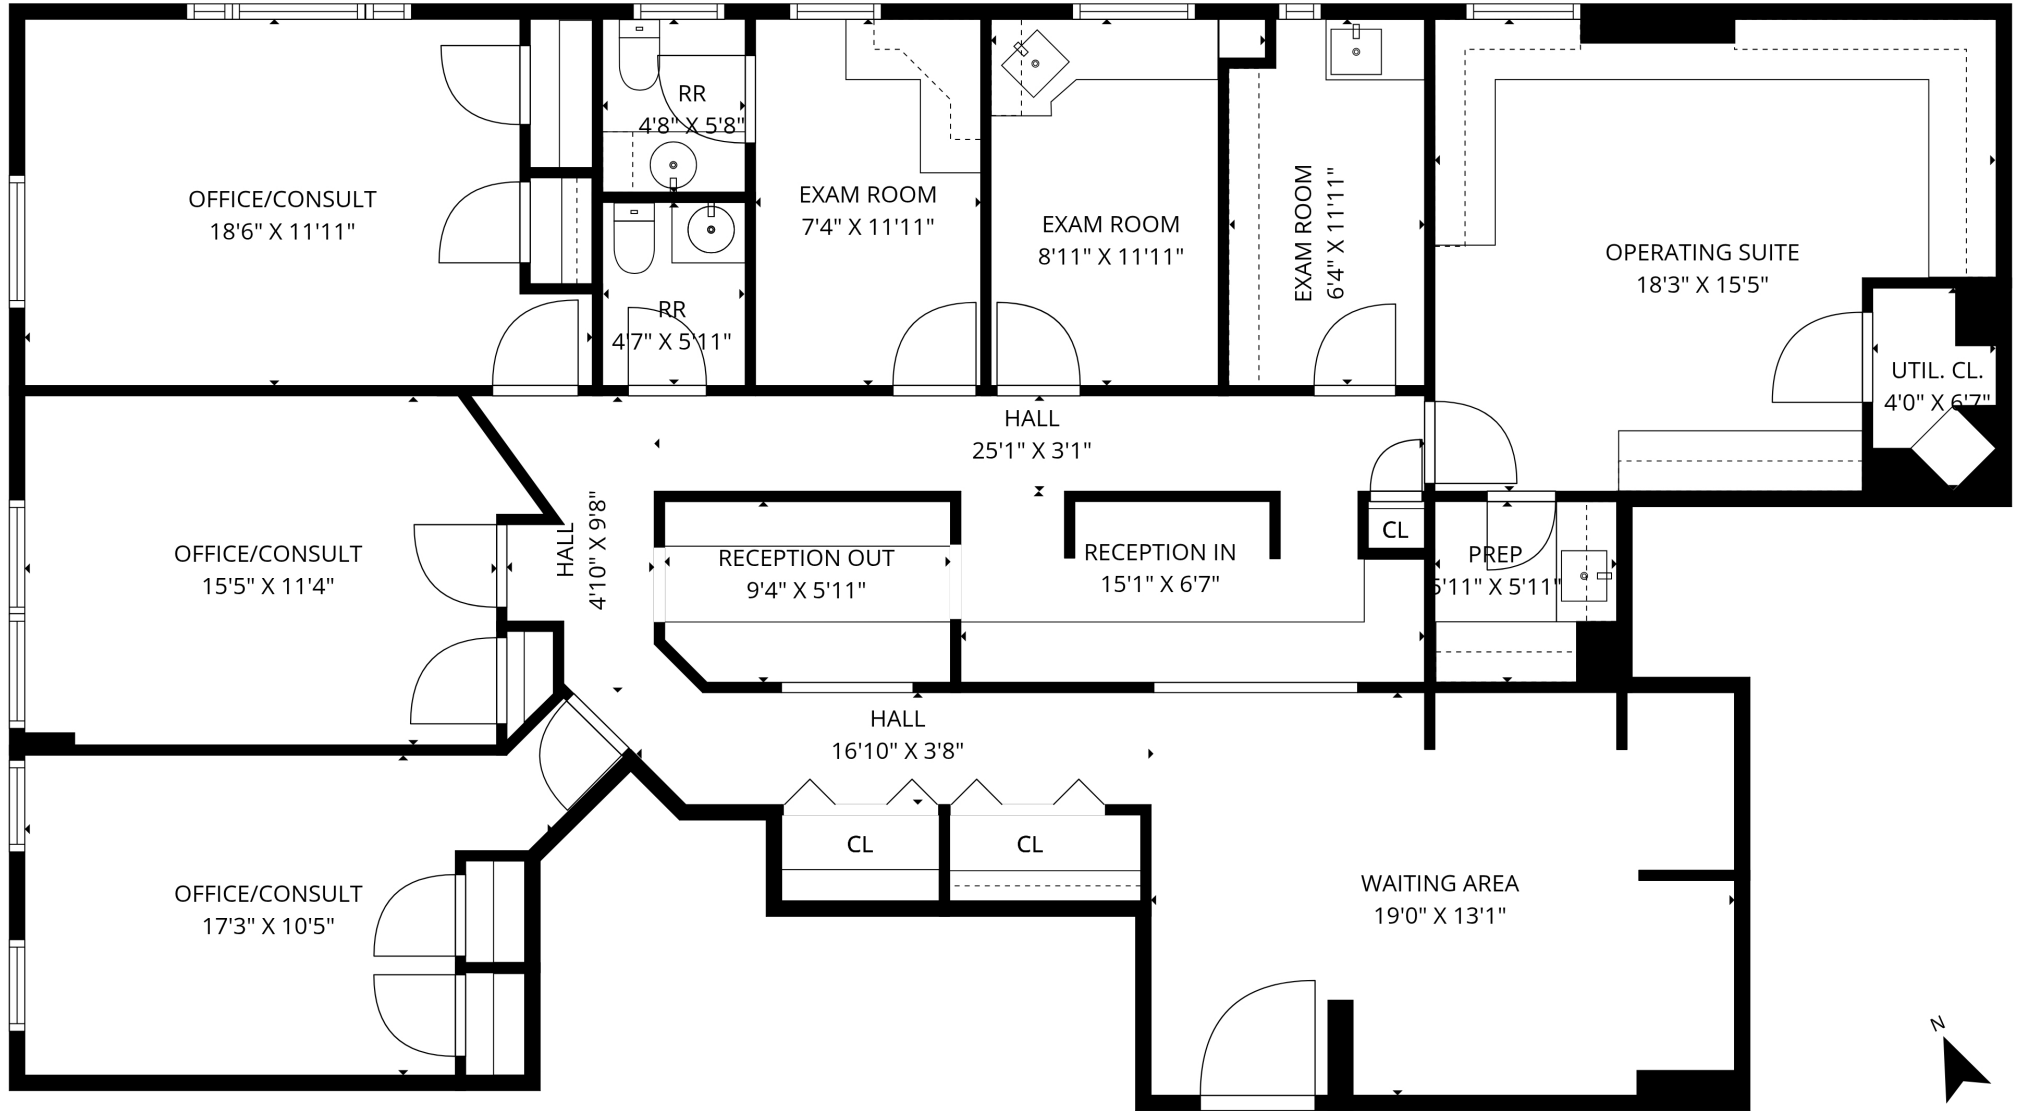 OFFICE/CONSULT
18'6" X 11'11"
RR
4'8" X 5'8"
RR
4'7" X 5'11"
EXAM ROOM
7'4" X 11'11"
EXAM ROOM
8'11" X 11'11"
EXAM ROOM
6'4" X 11'11"
OPERATING SUITE
18'3" X 15'5"
UTIL. CL.
4'0" X 6'7"
HALL
25'1" X 3'1"
OFFICE/CONSULT
15'5" X 11'4"
HALL
4'10" X 9'8"
RECEPTION OUT
9'4" X 5'11"
RECEPTION IN
15'1" X 6'7"
CL
PREP
5'11" X 5'11"
HALL
16'10" X 3'8"
CL
CL
OFFICE/CONSULT
17'3" X 10'5"
WAITING AREA
19'0" X 13'1"
N